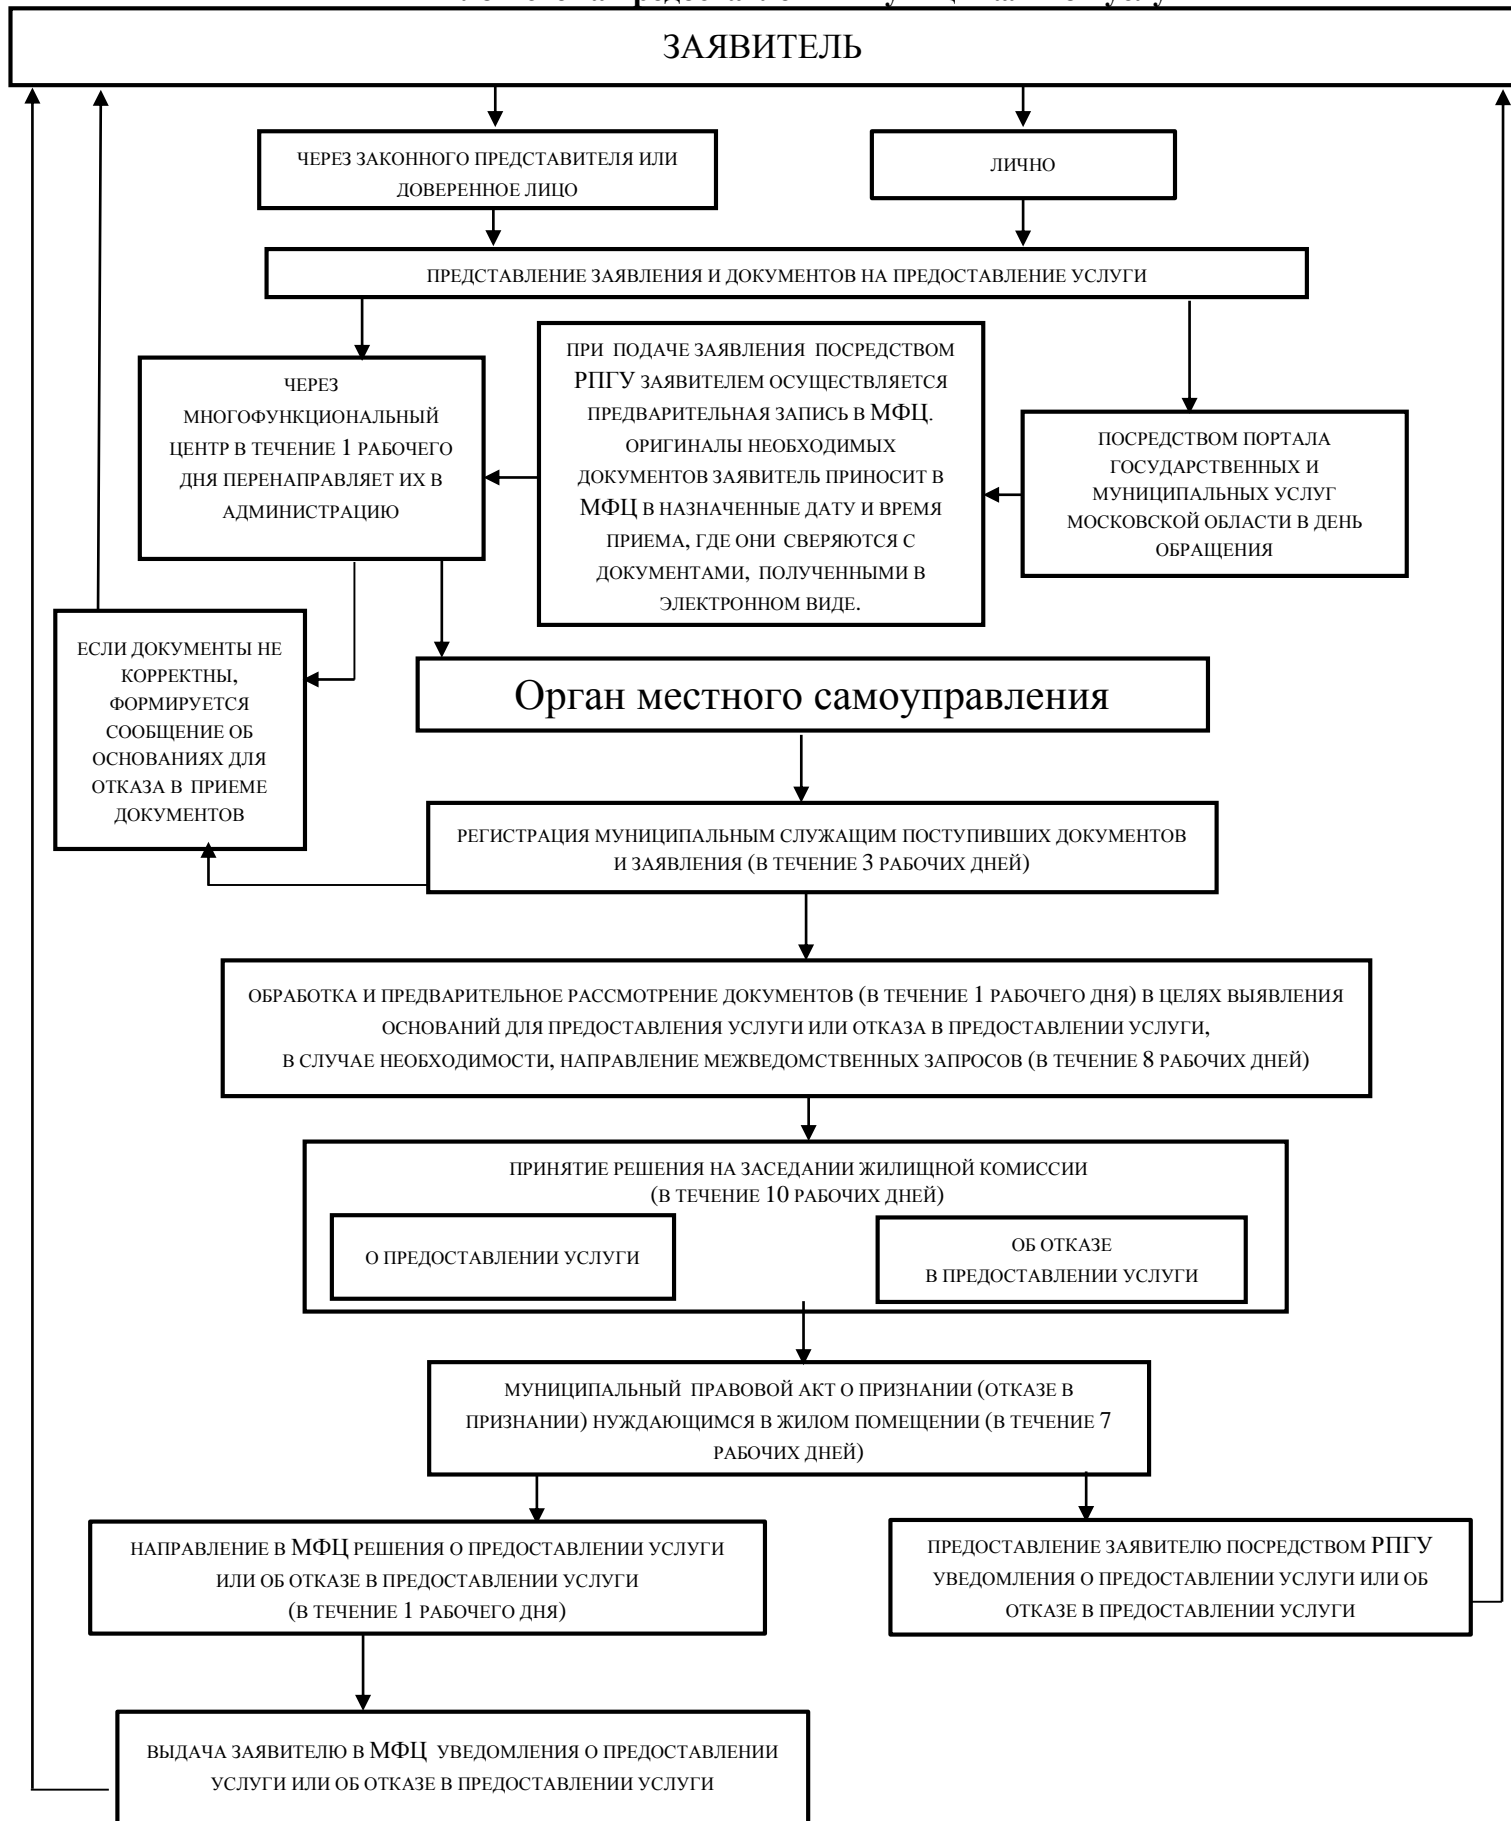 ЗАЯВИТЕЛЬ
ЧЕРЕЗ ЗАКОННОГО ПРЕДСТАВИТЕЛЯ ИЛИ
ДОВЕРЕННОЕ ЛИЦО
ЛИЧНО
ПРЕДСТАВЛЕНИЕ ЗАЯВЛЕНИЯ И ДОКУМЕНТОВ НА ПРЕДОСТАВЛЕНИЕ УСЛУГИ
ЧЕРЕЗ
МНОГОФУНКЦИОНАЛЬНЫЙ
ЦЕНТР В ТЕЧЕНИЕ 1 РАБОЧЕГО
ДНЯ ПЕРЕНАПРАВЛЯЕТ ИХ В
АДМИНИСТРАЦИЮ
ПРИ ПОДАЧЕ ЗАЯВЛЕНИЯ ПОСРЕДСТВОМ
РПГУ ЗАЯВИТЕЛЕМ ОСУЩЕСТВЛЯЕТСЯ
ПРЕДВАРИТЕЛЬНАЯ ЗАПИСЬ В МФЦ.
ОРИГИНАЛЫ НЕОБХОДИМЫХ
ДОКУМЕНТОВ ЗАЯВИТЕЛЬ ПРИНОСИТ В
МФЦ В НАЗНАЧЕННЫЕ ДАТУ И ВРЕМЯ
ПРИЕМА, ГДЕ ОНИ СВЕРЯЮТСЯ С
ДОКУМЕНТАМИ, ПОЛУЧЕННЫМИ В
ЭЛЕКТРОННОМ ВИДЕ.
ПОСРЕДСТВОМ ПОРТАЛА
ГОСУДАРСТВЕННЫХ И
МУНИЦИПАЛЬНЫХ УСЛУГ
МОСКОВСКОЙ ОБЛАСТИ В ДЕНЬ
ОБРАЩЕНИЯ
ЕСЛИ ДОКУМЕНТЫ НЕ
КОРРЕКТНЫ,
ФОРМИРУЕТСЯ
СООБЩЕНИЕ ОБ
ОСНОВАНИЯХ ДЛЯ
ОТКАЗА В ПРИЕМЕ
ДОКУМЕНТОВ
Орган местного самоуправления
РЕГИСТРАЦИЯ МУНИЦИПАЛЬНЫМ СЛУЖАЩИМ ПОСТУПИВШИХ ДОКУМЕНТОВ
И ЗАЯВЛЕНИЯ (В ТЕЧЕНИЕ 3 РАБОЧИХ ДНЕЙ)
ОБРАБОТКА И ПРЕДВАРИТЕЛЬНОЕ РАССМОТРЕНИЕ ДОКУМЕНТОВ (В ТЕЧЕНИЕ 1 РАБОЧЕГО ДНЯ) В ЦЕЛЯХ ВЫЯВЛЕНИЯ
ОСНОВАНИЙ ДЛЯ ПРЕДОСТАВЛЕНИЯ УСЛУГИ ИЛИ ОТКАЗА В ПРЕДОСТАВЛЕНИИ УСЛУГИ,
В СЛУЧАЕ НЕОБХОДИМОСТИ, НАПРАВЛЕНИЕ МЕЖВЕДОМСТВЕННЫХ ЗАПРОСОВ (В ТЕЧЕНИЕ 8 РАБОЧИХ ДНЕЙ)
ПРИНЯТИЕ РЕШЕНИЯ НА ЗАСЕДАНИИ ЖИЛИЩНОЙ КОМИССИИ
(В ТЕЧЕНИЕ 10 РАБОЧИХ ДНЕЙ)
О ПРЕДОСТАВЛЕНИИ УСЛУГИ
ОБ ОТКАЗЕ
В ПРЕДОСТАВЛЕНИИ УСЛУГИ
МУНИЦИПАЛЬНЫЙ ПРАВОВОЙ АКТ О ПРИЗНАНИИ (ОТКАЗЕ В
ПРИЗНАНИИ) НУЖДАЮЩИМСЯ В ЖИЛОМ ПОМЕЩЕНИИ (В ТЕЧЕНИЕ 7
РАБОЧИХ ДНЕЙ)
НАПРАВЛЕНИЕ В МФЦ РЕШЕНИЯ О ПРЕДОСТАВЛЕНИИ УСЛУГИ
ИЛИ ОБ ОТКАЗЕ В ПРЕДОСТАВЛЕНИИ УСЛУГИ
(В ТЕЧЕНИЕ 1 РАБОЧЕГО ДНЯ)
ПРЕДОСТАВЛЕНИЕ ЗАЯВИТЕЛЮ ПОСРЕДСТВОМ РПГУ
УВЕДОМЛЕНИЯ О ПРЕДОСТАВЛЕНИИ УСЛУГИ ИЛИ ОБ
ОТКАЗЕ В ПРЕДОСТАВЛЕНИИ УСЛУГИ
ВЫДАЧА ЗАЯВИТЕЛЮ В МФЦ УВЕДОМЛЕНИЯ О ПРЕДОСТАВЛЕНИИ
УСЛУГИ ИЛИ ОБ ОТКАЗЕ В ПРЕДОСТАВЛЕНИИ УСЛУГИ